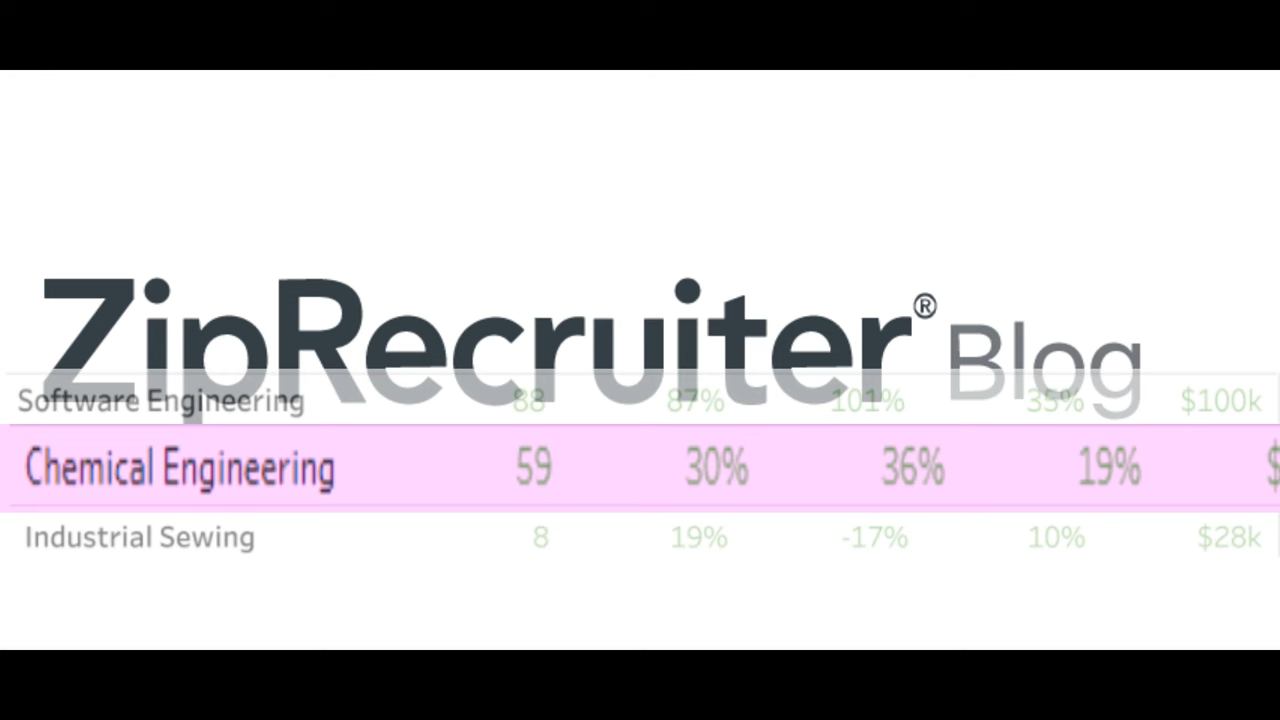 ZipRecruiter® Blog
Software Engineering 88 87% 101% 35% $100k
Chemical Engineering 59 30% 36% 19% $
Industrial Sewing 8 19% -17% 10% $28k